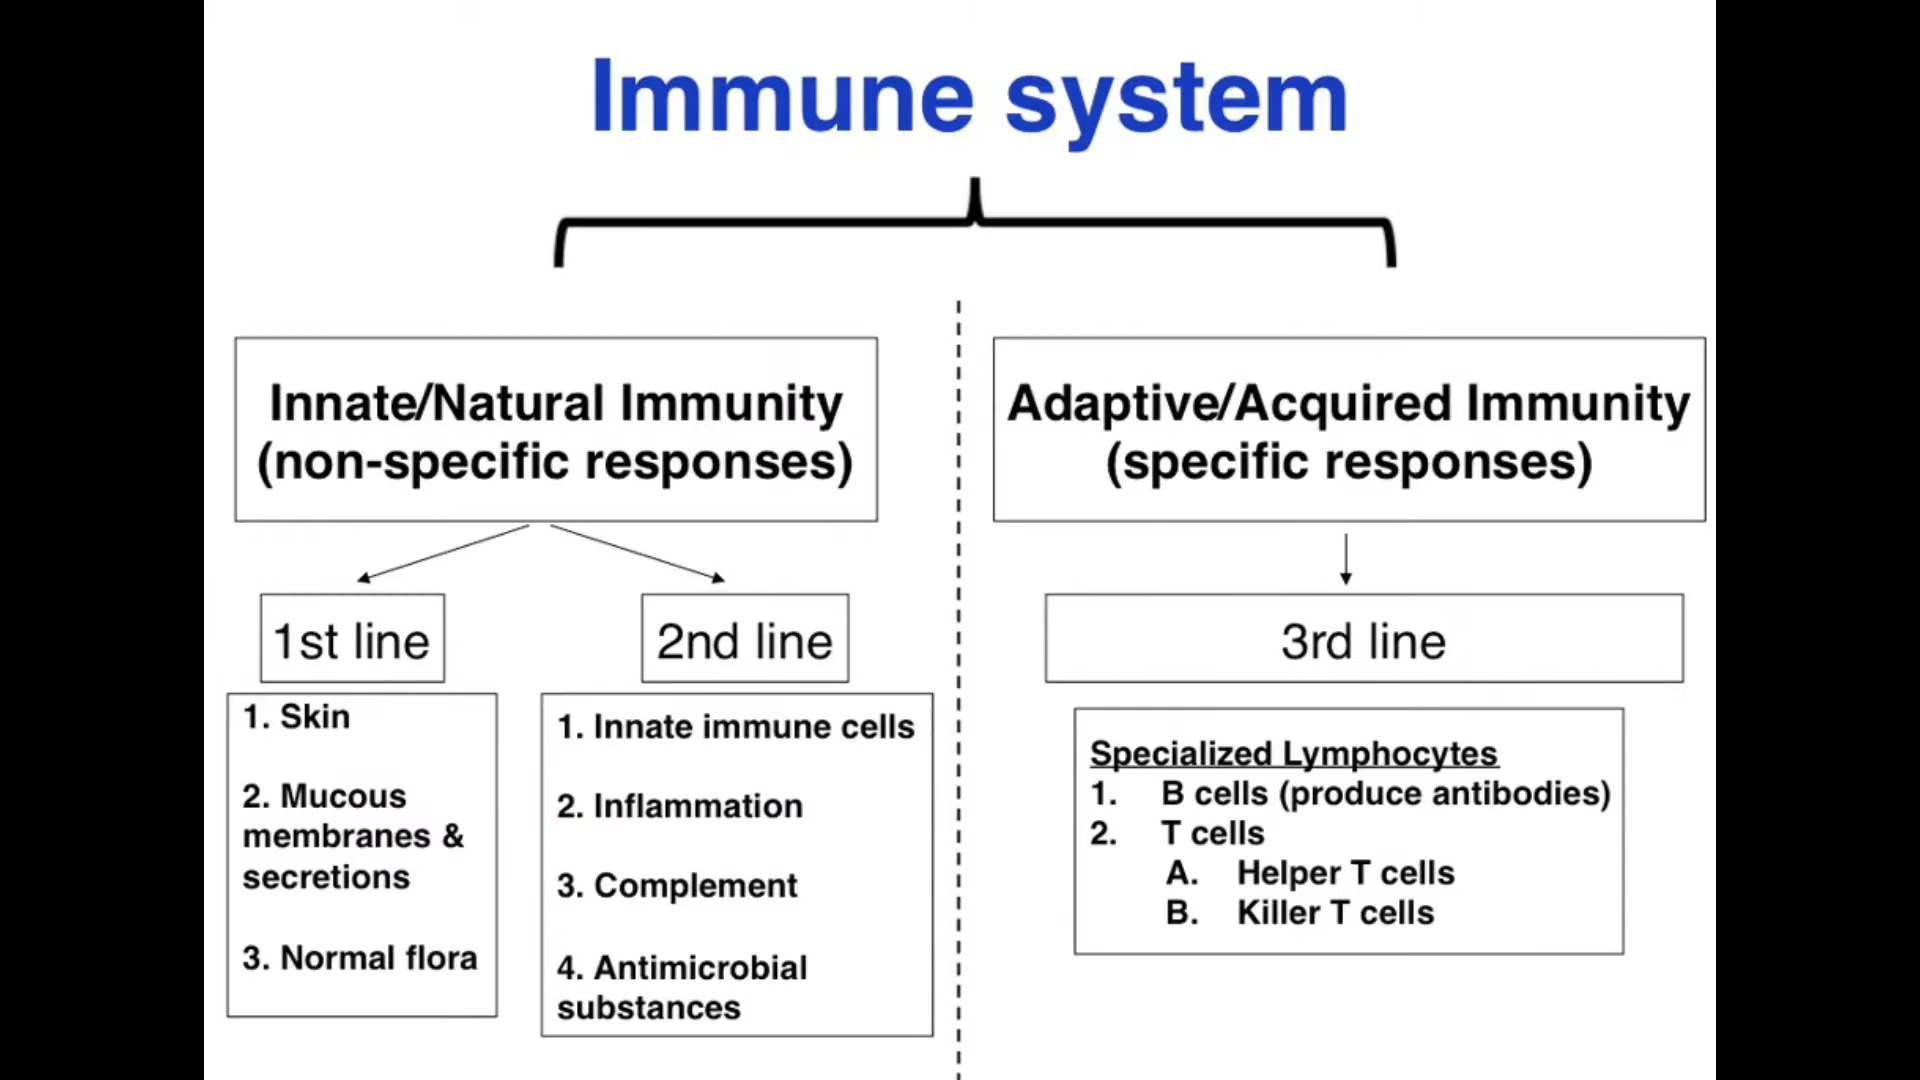 Immune system
Innate/Natural Immunity
(non-specific responses)
Adaptive/Acquired Immunity
(specific responses)
1st line
2nd line
3rd line
1. Skin
2. Mucous
membranes &
secretions
3. Normal flora
1. Innate immune cells
2. Inflammation
3. Complement
4. Antimicrobial
substances
Specialized Lymphocytes
1. B cells (produce antibodies)
2. T cells
A. Helper T cells
B. Killer T cells